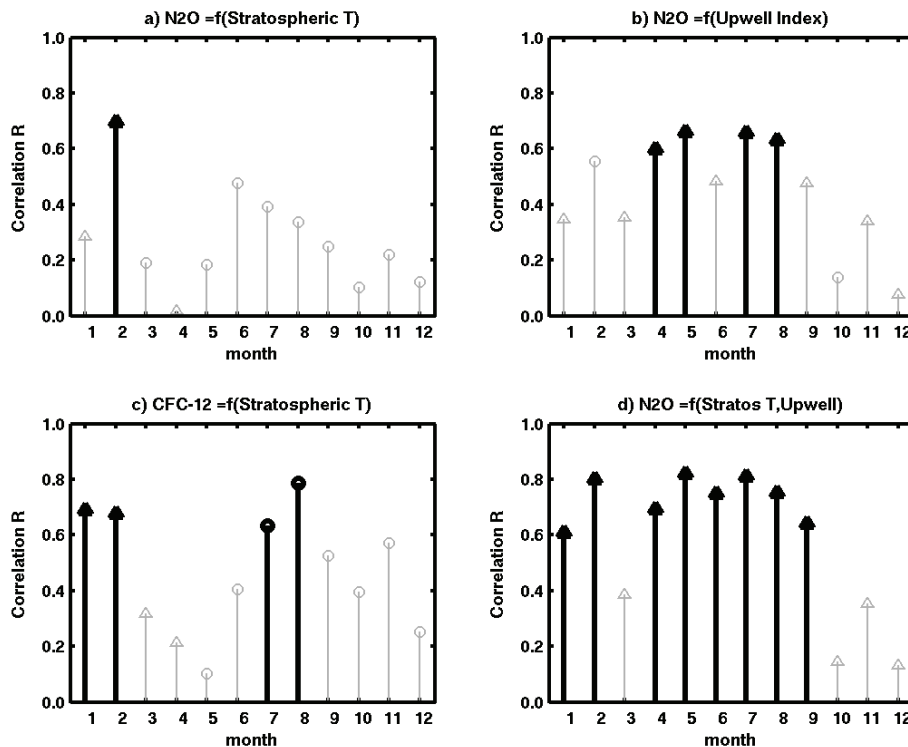 a) N2O =f(Stratospheric T)
1.0
0.8
0.6
0.4
0.2
0.0
Correlation R
1 2 3 4 5 6 7 8 9 10 11 12
month
b) N2O =f(Upwell Index)
1.0
0.8
0.6
0.4
0.2
0.0
Correlation R
1 2 3 4 5 6 7 8 9 10 11 12
month
c) CFC-12 =f(Stratospheric T)
1.0
0.8
0.6
0.4
0.2
0.0
Correlation R
1 2 3 4 5 6 7 8 9 10 11 12
month
d) N2O =f(Stratos T,Upwell)
1.0
0.8
0.6
0.4
0.2
0.0
Correlation R
1 2 3 4 5 6 7 8 9 10 11 12
month